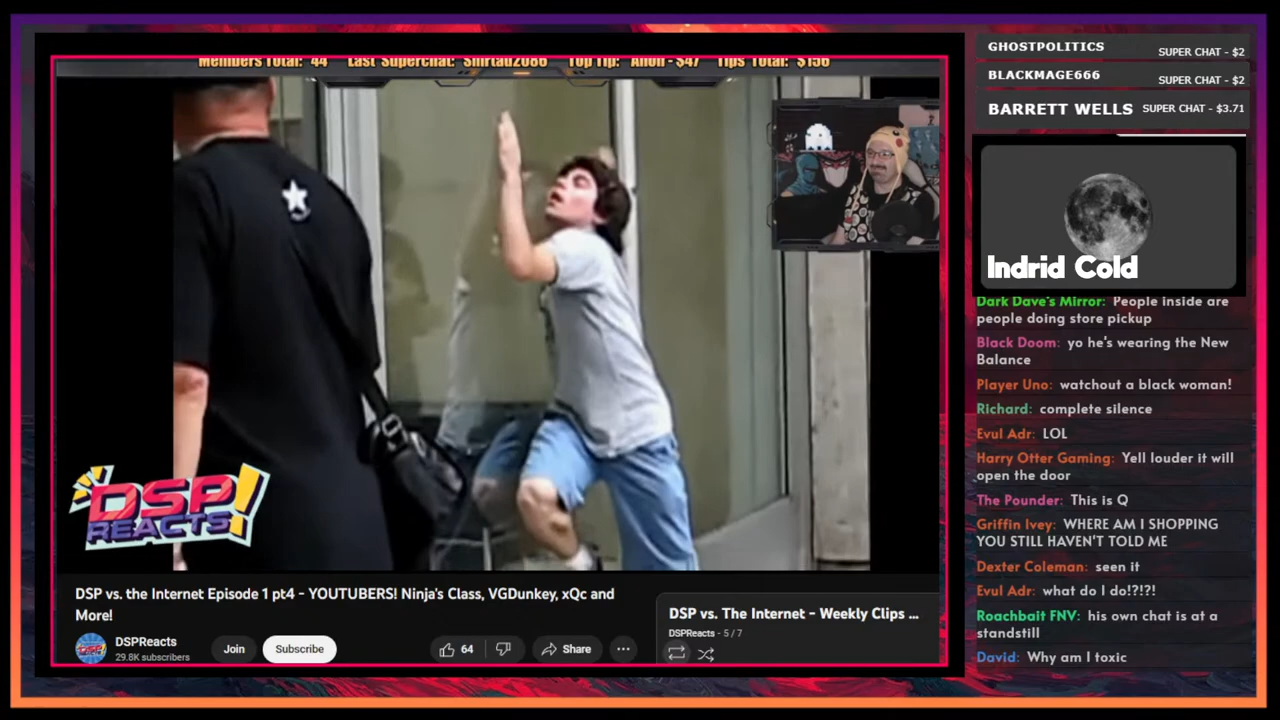 Members Total: 44 Last Superchat: Smirtau2086 Top Tip: Anon - $47 Tips Total: $156
DSP
REACTS!
DSP vs. the Internet Episode 1 pt4 - YOUTUBERS! Ninja's Class, VGDunkey, xQc and
More!
DSPReacts
29.8K subscribers
Join
Subscribe
64
Share
DSP vs. The Internet - Weekly Clips ...
DSPReacts - 5 / 7
GHOSTPOLITICS SUPER CHAT - $2
BLACKMAGE666 SUPER CHAT - $2
BARRETT WELLS SUPER CHAT - $3.71
Indrid Cold
Dark Dave's Mirror: People inside are
people doing store pickup
Black Doom: yo he's wearing the New
Balance
Player Uno: watchout a black woman!
Richard: complete silence
Evul Adr: LOL
Harry Otter Gaming: Yell louder it will
open the door
The Pounder: This is Q
Griffin Ivey: WHERE AM I SHOPPING
YOU STILL HAVEN'T TOLD ME
Dexter Coleman: seen it
Evul Adr: what do I do!?!?!
Roachbait FNV: his own chat is at a
standstill
David: Why am I toxic